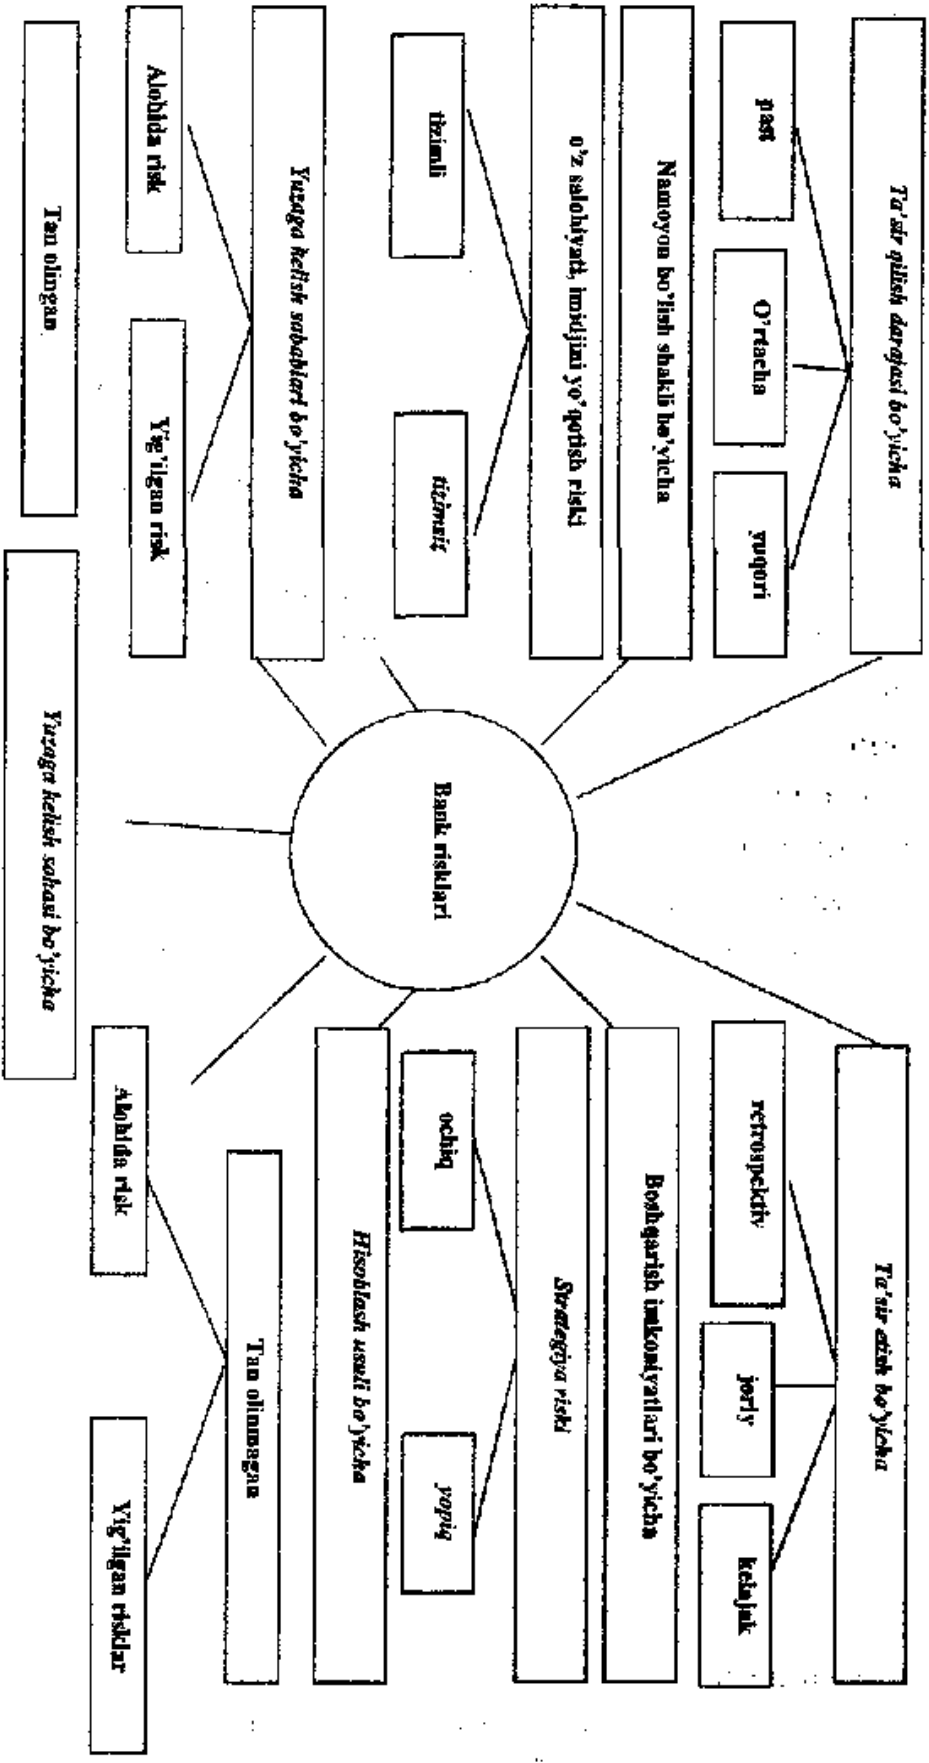 Ta'sir qilish darajasi bo'yicha
past
O'rtacha
yuqori
Namoyon bo'lish shakli bo'yicha
o'z salohiyati, imidjini yo'qotish riski
tizimli
tizimsiz
Yuzaga kelish sabablari bo'yicha
Alohida risk
Yig'ilgan risk
Tan olingan
Bank risklari
Yuzaga kelish sohasi bo'yicha
Ta'sir etish bo'yicha
retrospektiv
joriy
kelajak
Boshqarish imkoniyatlari bo'yicha
Strategiya riski
ochiq
yopiq
Hisoblash usuli bo'yicha
Tan olinmagan
Alohida risk
Yig'ilgan risklar